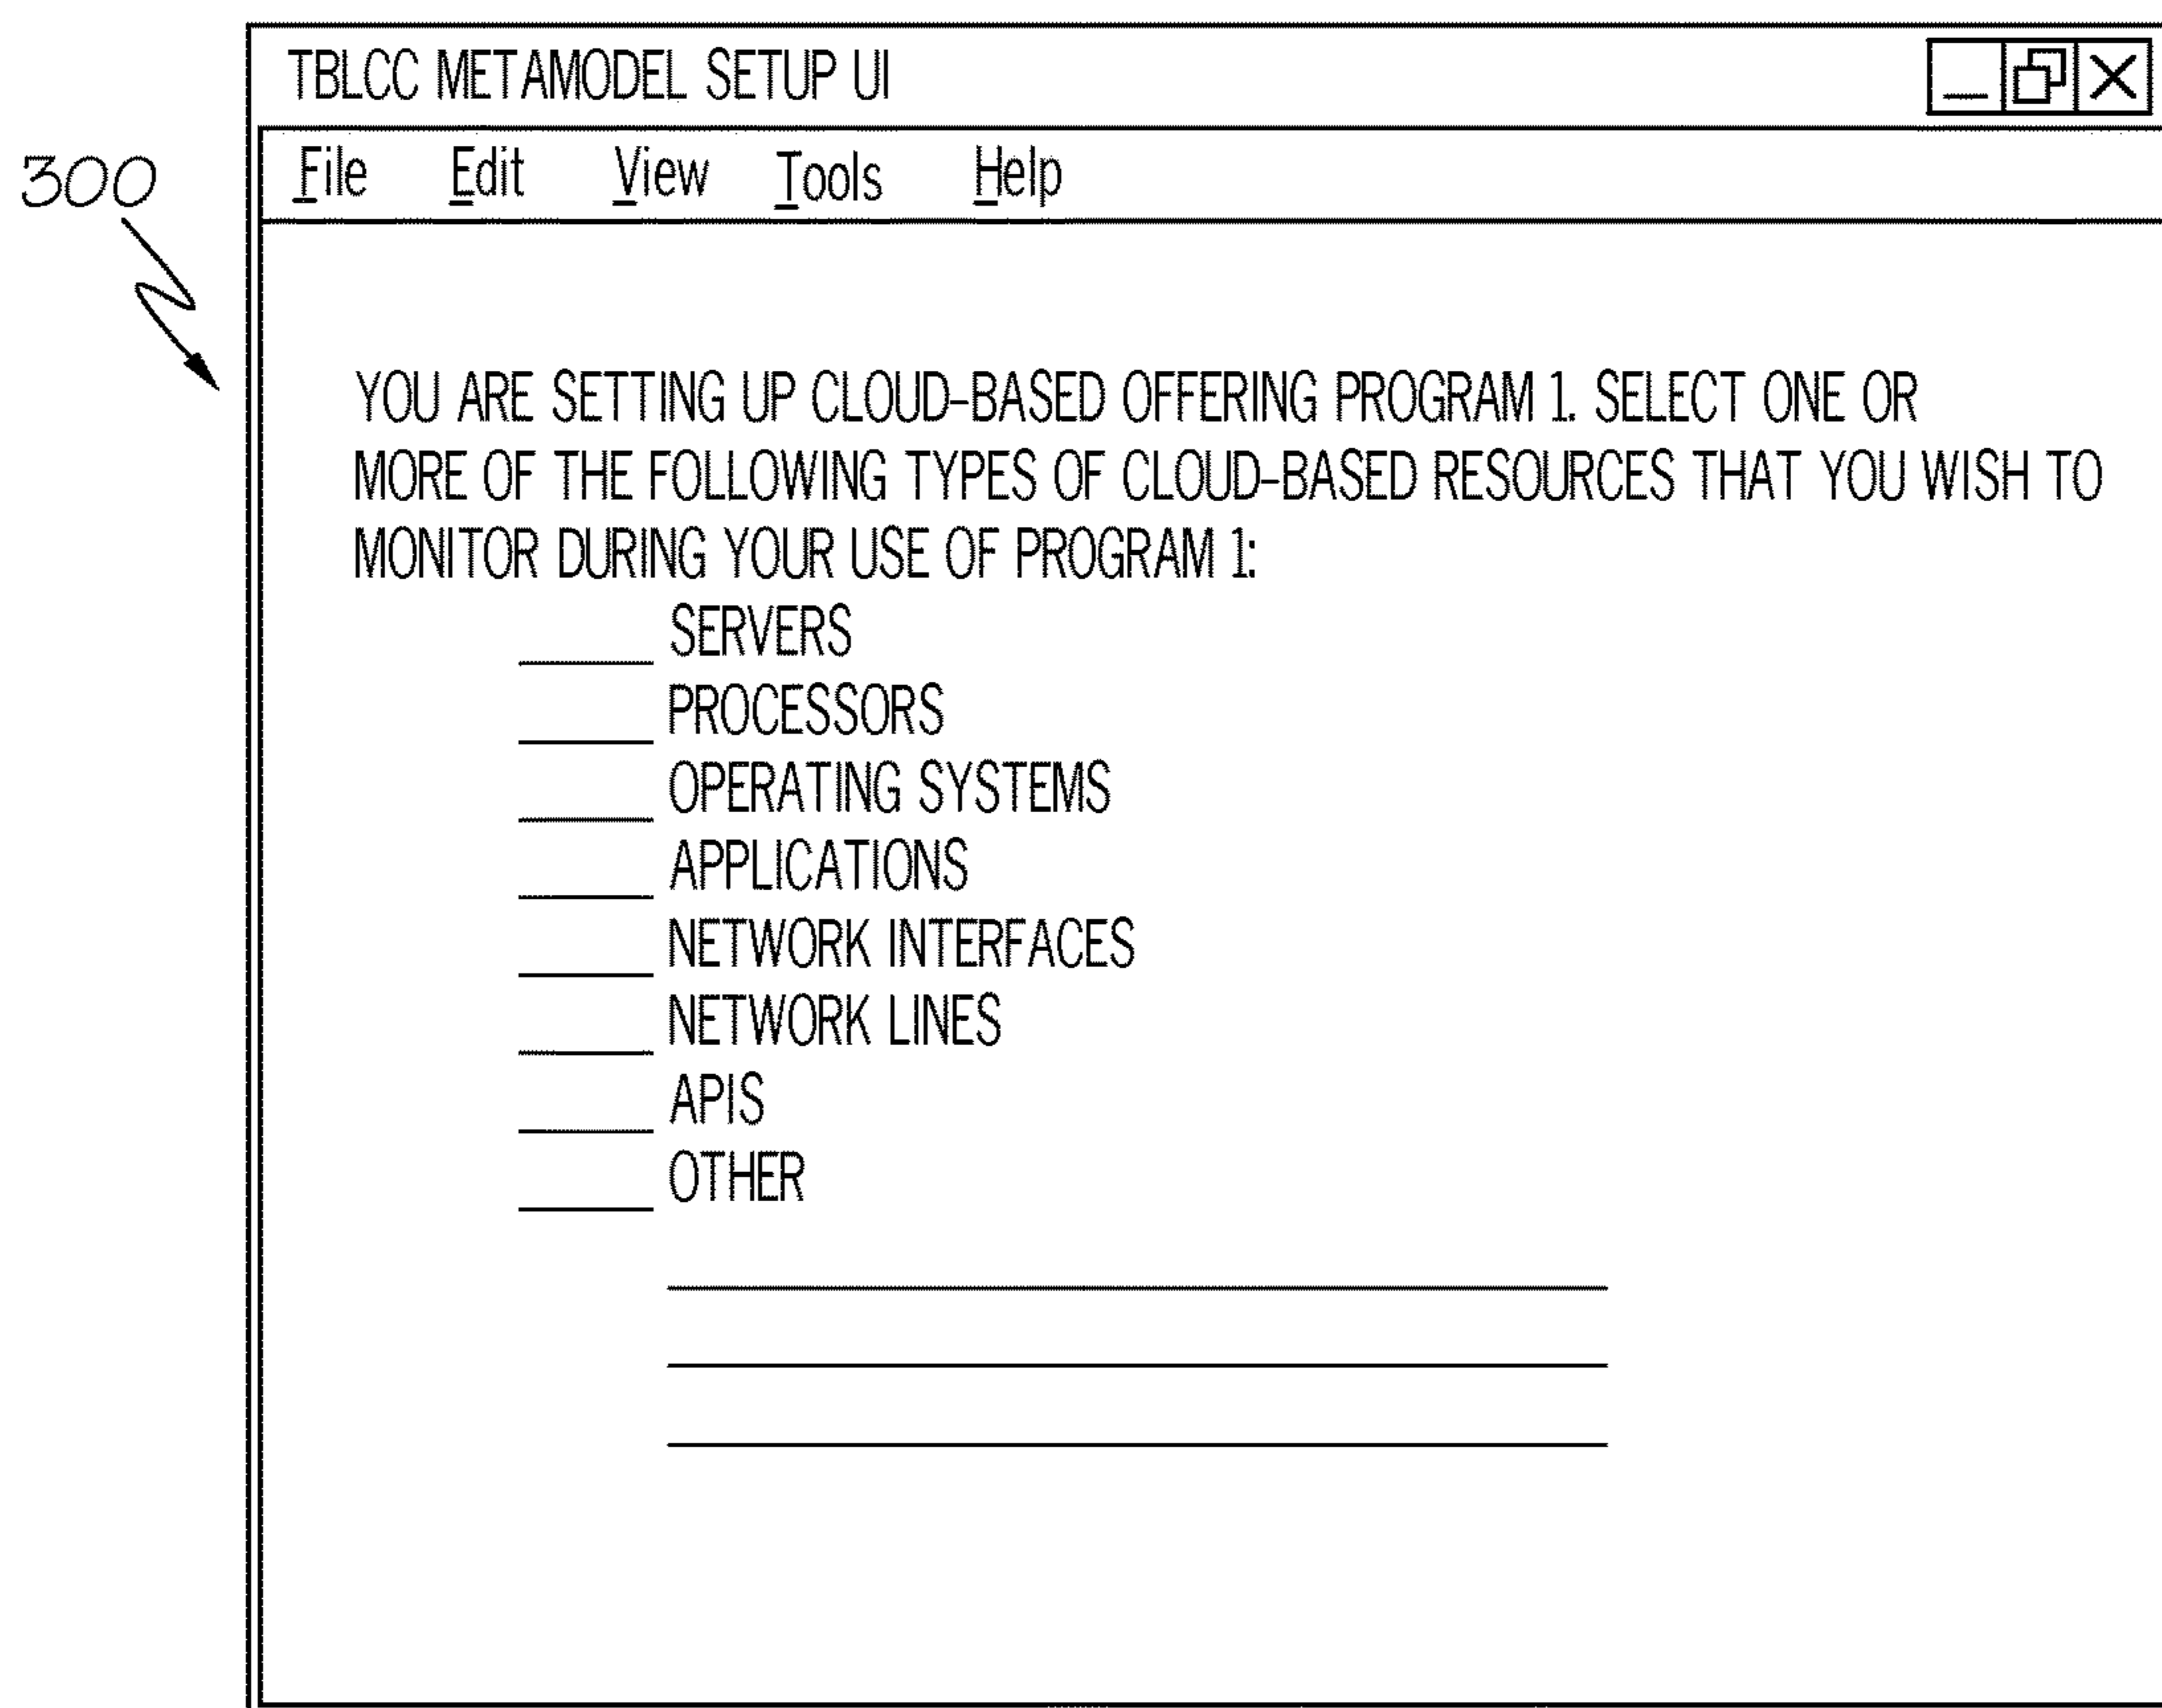 TBLCC METAMODEL SETUP UI
300
File Edit View Tools Help
YOU ARE SETTING UP CLOUD-BASED OFFERING PROGRAM 1. SELECT ONE OR
MORE OF THE FOLLOWING TYPES OF CLOUD-BASED RESOURCES THAT YOU WISH TO
MONITOR DURING YOUR USE OF PROGRAM 1:
SERVERS
PROCESSORS
OPERATING SYSTEMS
APPLICATIONS
NETWORK INTERFACES
NETWORK LINES
APIS
OTHER